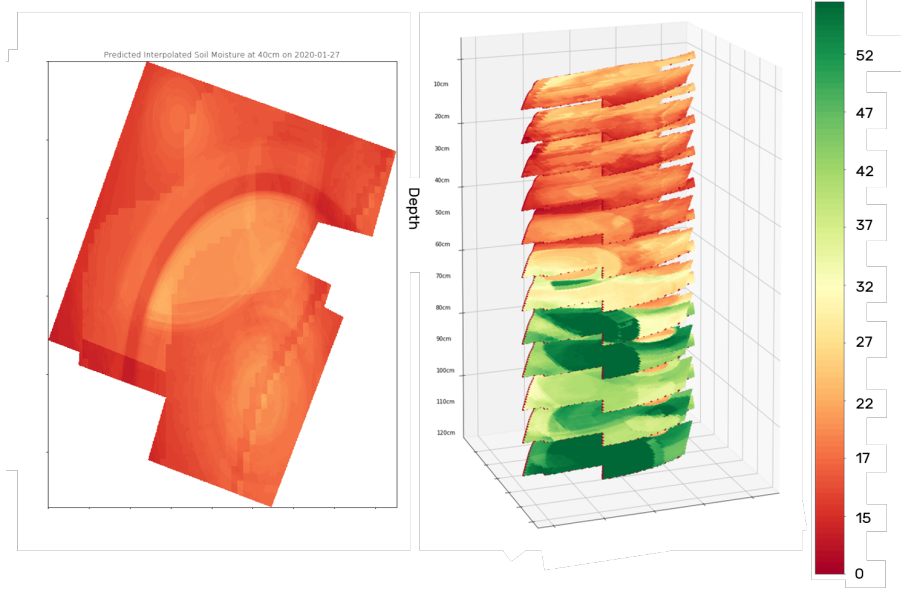 Predicted Interpolated Soil Moisture at 40cm on 2020-01-27
Depth
10cm
20cm
30cm
40cm
50cm
60cm
70cm
80cm
90cm
100cm
110cm
120cm
52
47
42
37
32
27
22
17
15
0